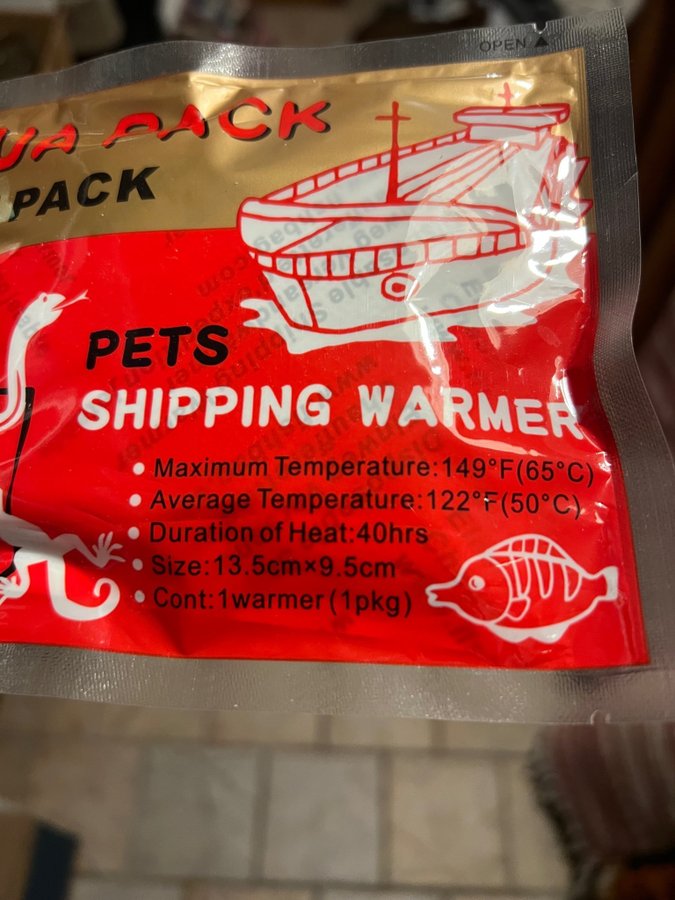 OPEN ▲
UA PACK
PACK
PETS
SHIPPING WARMER
• Maximum Temperature:149°F(65°C)
• Average Temperature:122°F(50°C)
• Duration of Heat:40hrs
• Size:13.5cm×9.5cm
• Cont:1warmer(1pkg)